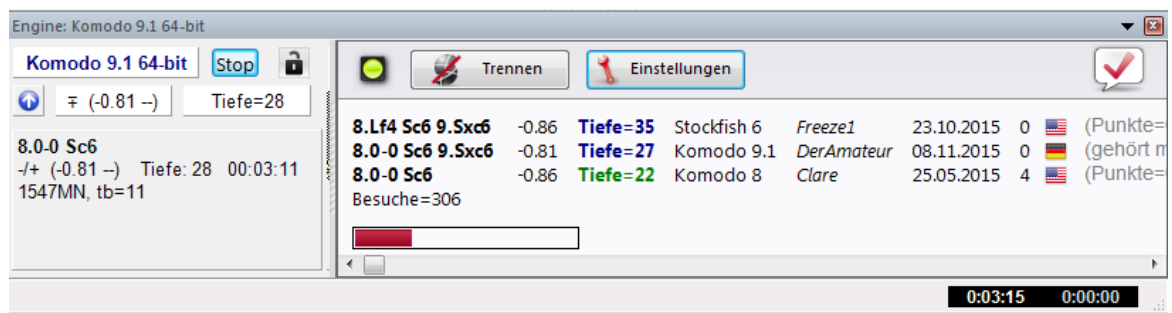 Engine: Komodo 9.1 64-bit
Komodo 9.1 64-bit Stop
∓ (-0.81 --) Tiefe=28
8.0-0 Sc6
-/+ (-0.81 --) Tiefe: 28 00:03:11
1547MN, tb=11
Trennen Einstellungen
8.Lf4 Sc6 9.Sxc6 -0.86 Tiefe=35 Stockfish 6 Freeze1 23.10.2015 0 (Punkte=
8.0-0 Sc6 9.Sxc6 -0.81 Tiefe=27 Komodo 9.1 DerAmateur 08.11.2015 0 (gehört m
8.0-0 Sc6 -0.86 Tiefe=22 Komodo 8 Clare 25.05.2015 4 (Punkte=
Besuche=306
0:03:15 0:00:00